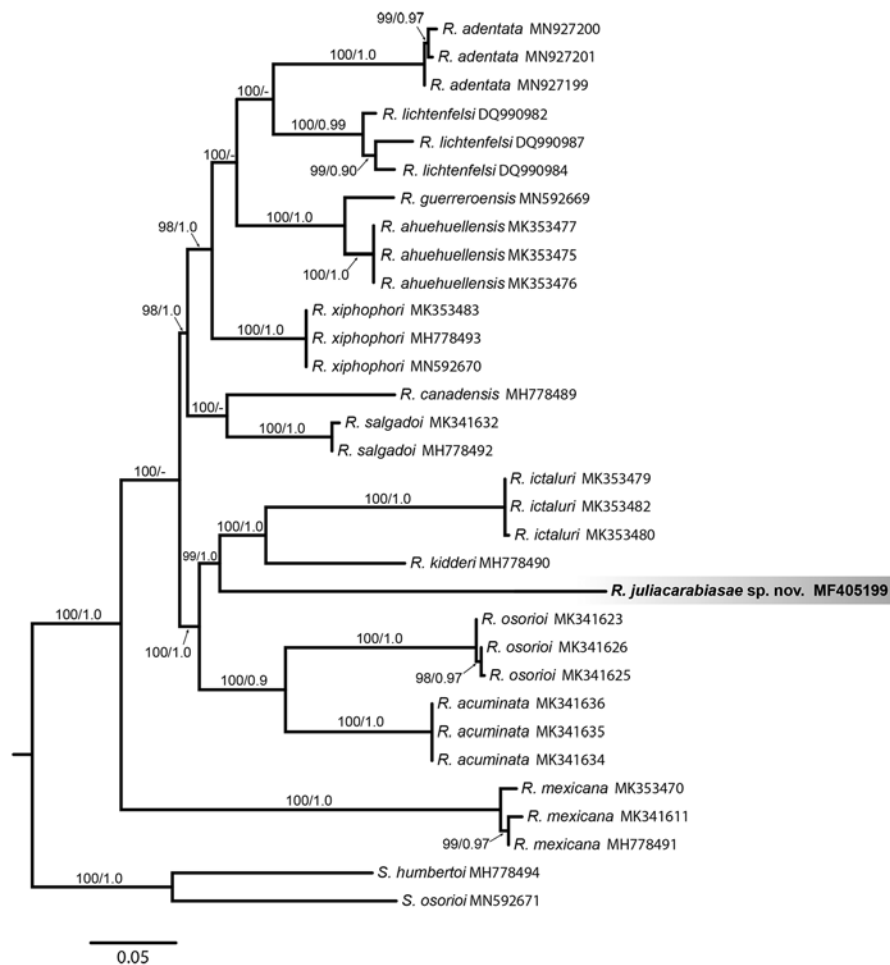 99/0.97
R. adentata MN927200
R. adentata MN927201
100/1.0
R. adentata MN927199
100/-
R. lichtenfelsi DQ990982
100/0.99
R. lichtenfelsi DQ990987
100/-
99/0.90
R. lichtenfelsi DQ990984
R. guerreroensis MN592669
100/1.0
R. ahuehuellensis MK353477
98/1.0
R. ahuehuellensis MK353475
100/1.0
R. ahuehuellensis MK353476
R. xiphophori MK353483
98/1.0
100/1.0
R. xiphophori MH778493
R. xiphophori MN592670
R. canadensis MH778489
100/-
R. salgadoi MK341632
100/1.0
R. salgadoi MH778492
100/-
R. ictaluri MK353479
100/1.0
R. ictaluri MK353482
100/1.0
R. ictaluri MK353480
99/1.0
R. kidderi MH778490
R. juliacarabiasae sp. nov. MF405199
100/1.0
R. osorioi MK341623
100/1.0
R. osorioi MK341626
100/1.0
98/0.97
R. osorioi MK341625
100/0.9
R. acuminata MK341636
100/1.0
R. acuminata MK341635
R. acuminata MK341634
R. mexicana MK353470
100/1.0
R. mexicana MK341611
99/0.97
R. mexicana MH778491
S. humbertoi MH778494
100/1.0
S. osorioi MN592671
0.05